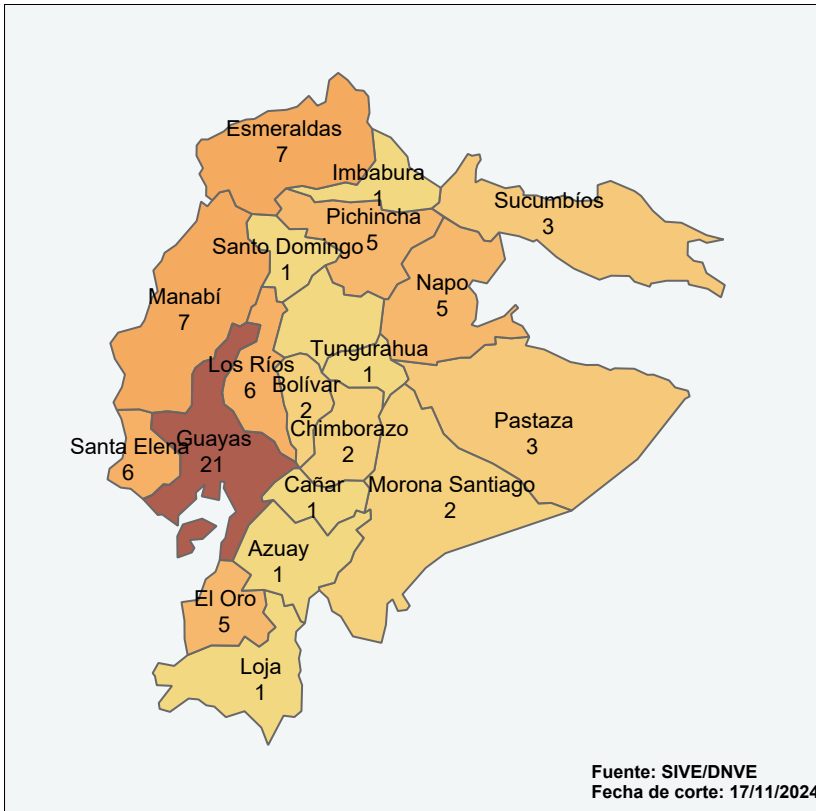 Esmeraldas
7
Imbabura
1
Sucumbíos
3
Pichincha
5
Santo Domingo
1
Napo
5
Manabí
7
Tungurahua
1
Los Ríos
6
Bolívar
2
Pastaza
3
Chimborazo
2
Santa Elena
6
Guayas
21
Cañar
1
Morona Santiago
2
Azuay
1
El Oro
5
Loja
1
Fuente: SIVE/DNVE
Fecha de corte: 17/11/2024